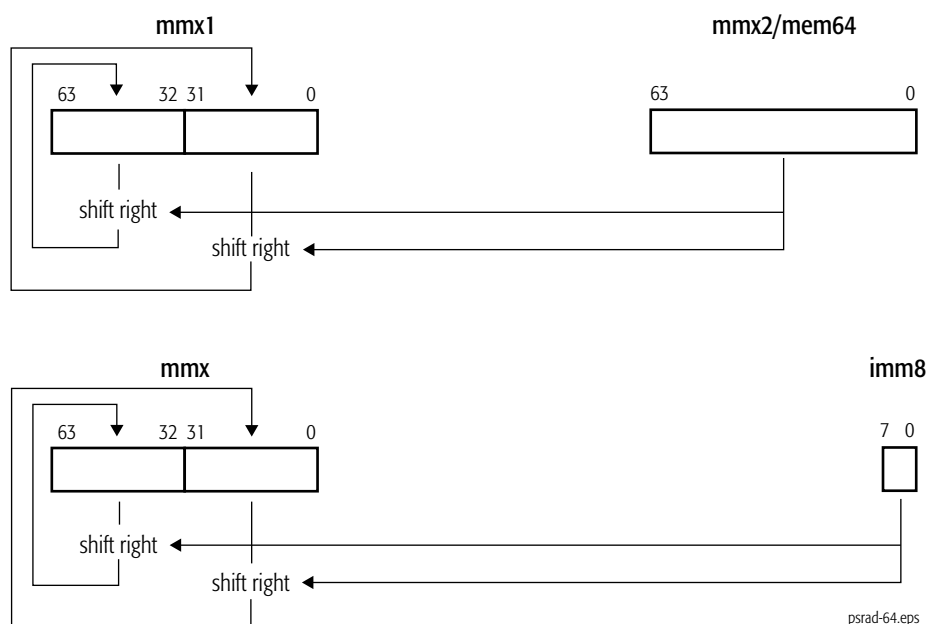 mmx1 mmx2/mem64
63 32 31 0 63 0
shift right
shift right
mmx imm8
63 32 31 0 7 0
shift right
shift right
psrad-64.eps